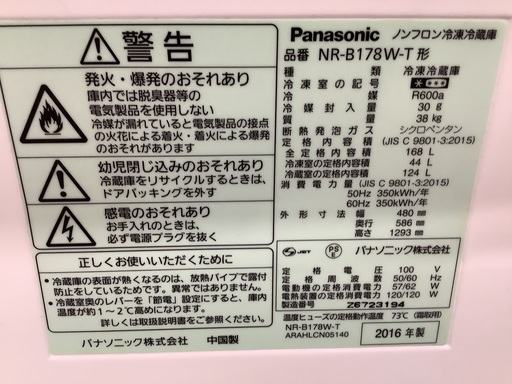 警告
発火・爆発のおそれあり
庫内では脱臭器等の
電気製品を使用しない
冷媒が漏れていると電気製品の接点
の火花による着火・着火による爆発
のおそれがあります
幼児閉じ込めのおそれあり
冷蔵庫をリサイクルするときは、
ドアパッキングを外す
感電のおそれあり
お手入れのときは、
必ず電源プラグを抜く
正しくお使いいただくために
•冷蔵庫の表面が熱くなるのは、放熱パイプで露付
防止をしているためです。異常ではありません。
•冷蔵室奥のレバーを「節電」設定にすると、庫内
温度が約1～2℃高めになります。
詳しくは取扱説明書をご参照ください。
パナソニック株式会社 中国製
Panasonic ノンフロン冷凍冷蔵庫
品番 NR-B178W-T 形
種類 冷凍冷蔵庫
冷凍室の記号
冷媒 R600a
冷媒封入量 30g
質量 38kg
断熱発泡ガス シクロペンタン
定格内容積 (JIS C 9801-3:2015)
全定格内容積 168 L
冷凍室の定格内容積 44 L
冷蔵室の定格内容積 124 L
消費電力量 (JIS C 9801-3:2015)
50Hz 350kWh/年
60Hz 350kWh/年
外形寸法 幅 480 mm
奥行 586 mm
高さ 1293 mm
JET PS E パナソニック株式会社
定格電圧 100 V
定格周波数 50/60 Hz
電動機の定格消費電力 57/62 W
電熱装置の定格消費電力 120/120 W
製造番号 Z6723194
温度ヒューズの定格動作温度 73℃(霜取用)
NR-B178W-T
ARAHLCN05140
2016 年製